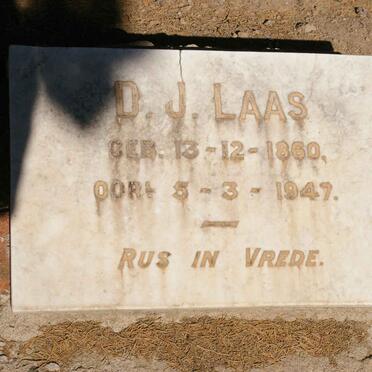 D. J. LAAS
GEB. 13-12-1860,
OORL 5-3-1947.
RUS IN VREDE.